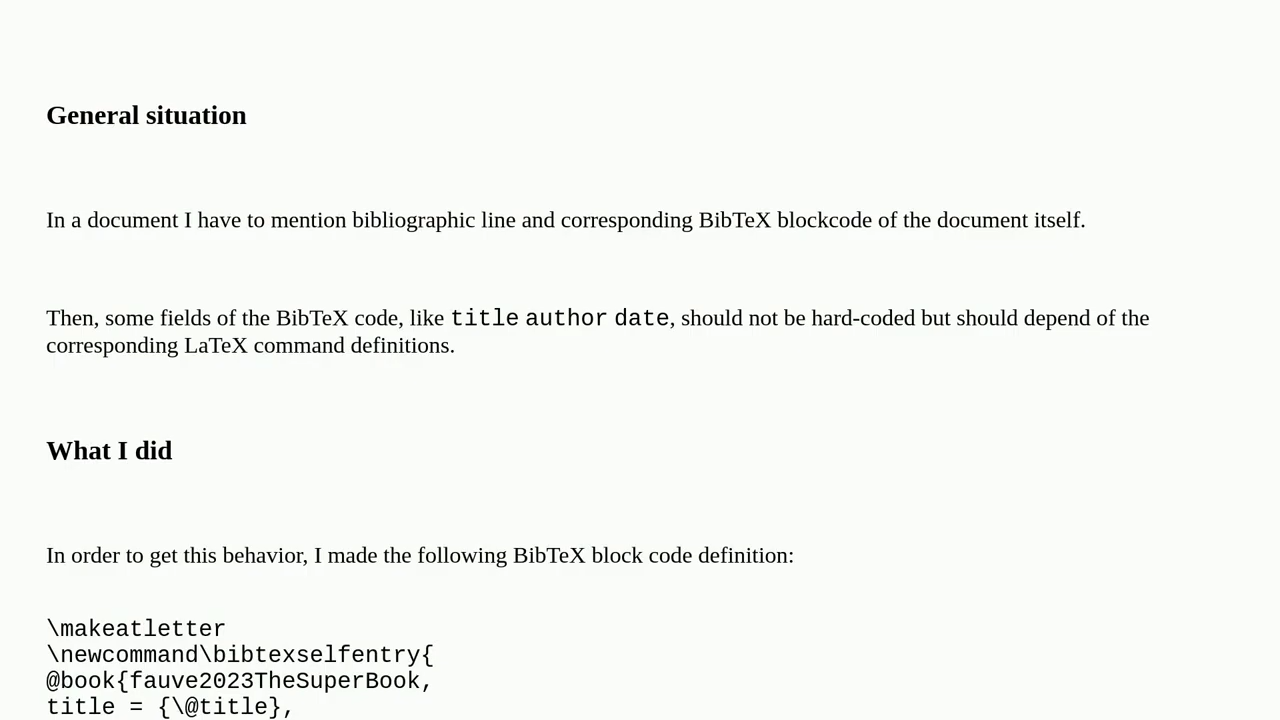 General situation
In a document I have to mention bibliographic line and corresponding BibTeX blockcode of the document itself.
Then, some fields of the BibTeX code, like title author date, should not be hard-coded but should depend of the
corresponding LaTeX command definitions.
What I did
In order to get this behavior, I made the following BibTeX block code definition:
\makeatletter
\newcommand\bibtexselfentry{
@book{fauve2023TheSuperBook,
title = {\@title},